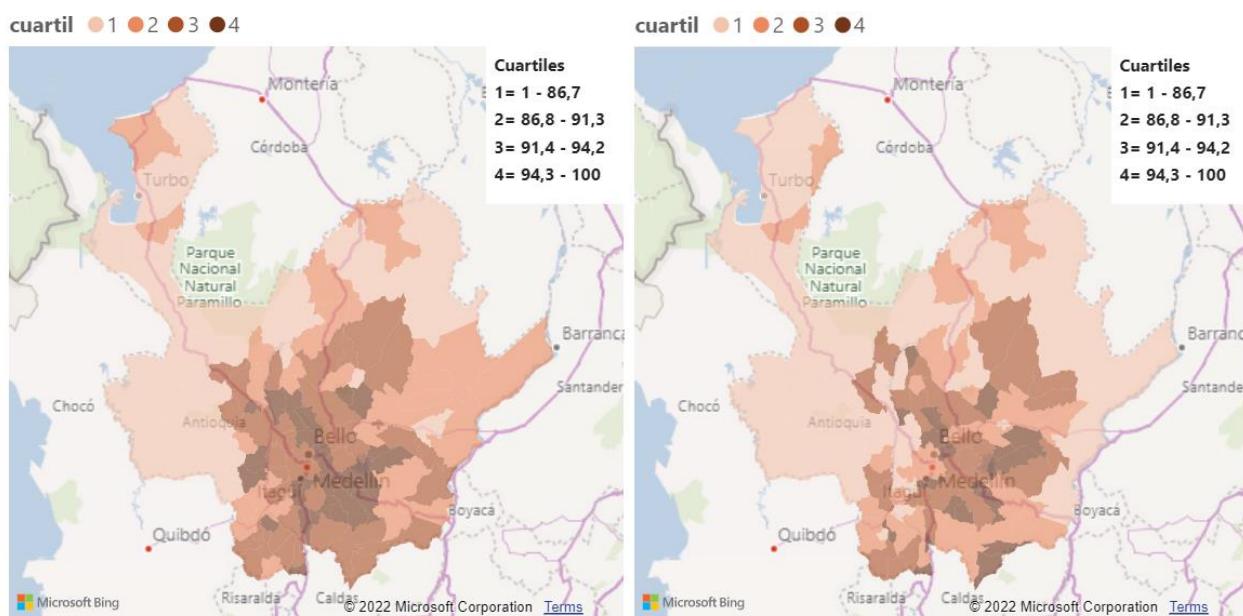 cuartil 1 2 3 4
Cuartiles
1= 1 - 86,7
2= 86,8 - 91,3
3= 91,4 - 94,2
4= 94,3 - 100
Montería
Córdoba
Turbo
Parque
Nacional
Natural
Paramillo
Barranca
Santander
Chocó
Antioquia
Bello
Medellín
Itagüí
Boyacá
Quibdó
Risaralda
Caldas
Microsoft Bing
© 2022 Microsoft Corporation Terms
cuartil 1 2 3 4
Cuartiles
1= 1 - 86,7
2= 86,8 - 91,3
3= 91,4 - 94,2
4= 94,3 - 100
Montería
Córdoba
Turbo
Parque
Nacional
Natural
Paramillo
Barranc
Santande
Chocó
Antioquia
Bello
Medellín
Itagüí
Boyacá
Quibdó
Risaralda
Caldas
Microsoft Bing
© 2022 Microsoft Corporation Terms